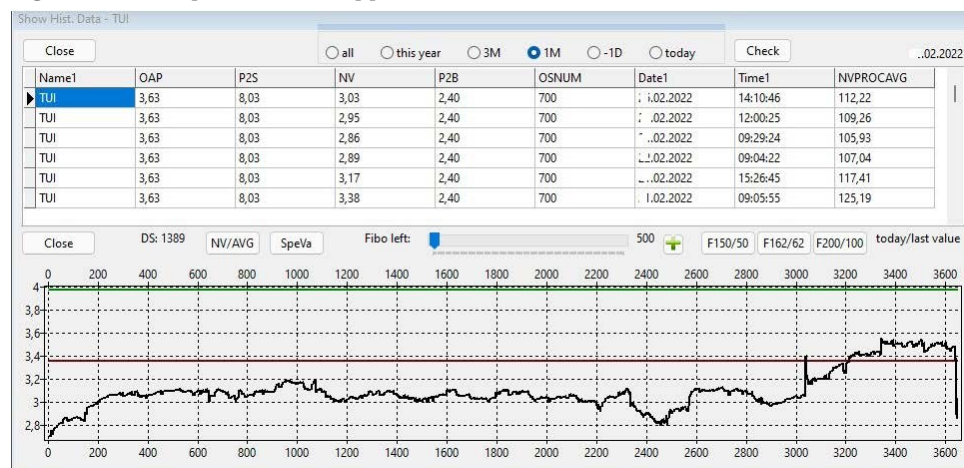 Show Hist. Data - TUI
Close all this year 3M 1M -1D today Check ..02.2022
Name1 OAP P2S NV P2B OSNUM Date1 Time1 NVPROCAVG
TUI 3,63 8,03 3,03 2,40 700 .02.2022 14:10:46 112,22
TUI 3,63 8,03 2,95 2,40 700 .02.2022 12:00:25 109,26
TUI 3,63 8,03 2,86 2,40 700 ..02.2022 09:29:24 105,93
TUI 3,63 8,03 2,89 2,40 700 .02.2022 09:04:22 107,04
TUI 3,63 8,03 3,17 2,40 700 ..02.2022 15:26:45 117,41
TUI 3,63 8,03 3,38 2,40 700 .02.2022 09:05:55 125,19
Close DS: 1389 NV/AVG SpeVa Fibo left: 500 F150/50 F162/62 F200/100 today/last value
0 200 400 600 800 1000 1200 1400 1600 1800 2000 2200 2400 2600 2800 3000 3200 3400 3600
4
3,8
3,6
3,4
3,2
3
2,8
0 200 400 600 800 1000 1200 1400 1600 1800 2000 2200 2400 2600 2800 3000 3200 3400 3600